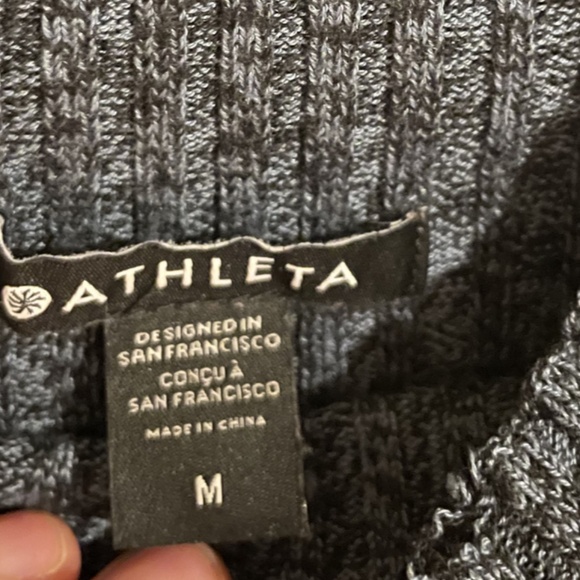 ATHLETA
DESIGNED IN
SAN FRANCISCO
CONÇU À
SAN FRANCISCO
MADE IN CHINA
M